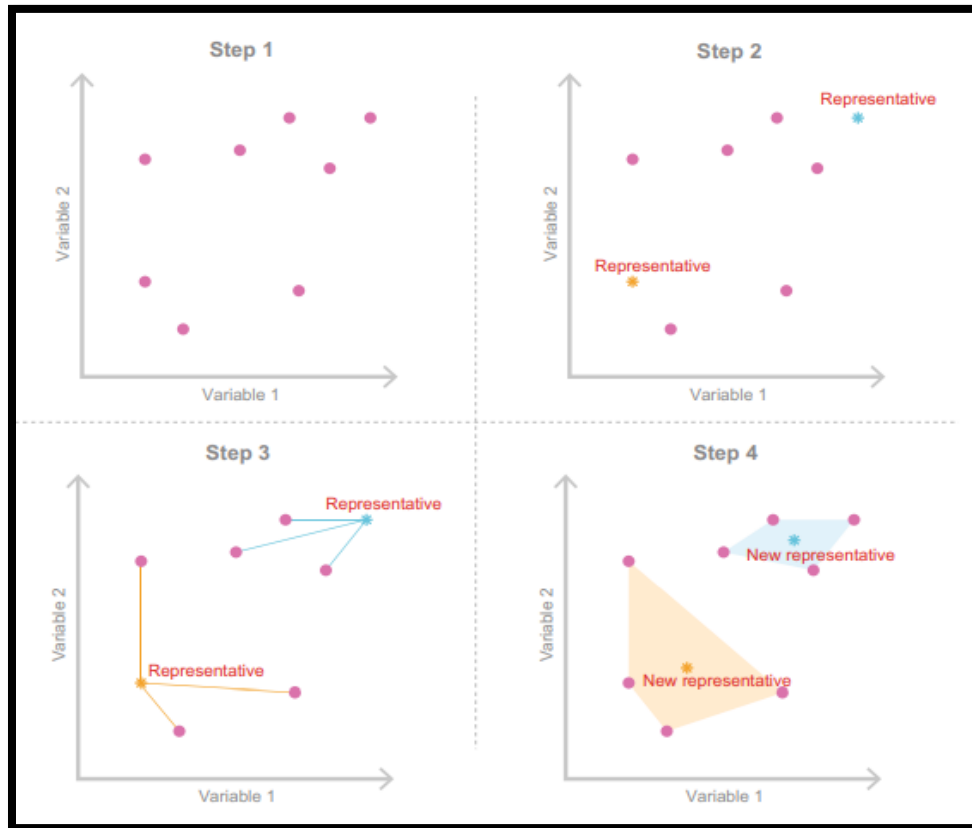 Step 1
Variable 2
Variable 1
Step 2
Representative
Representative
Variable 2
Variable 1
Step 3
Representative
Representative
Variable 2
Variable 1
Step 4
New representative
New representative
Variable 2
Variable 1